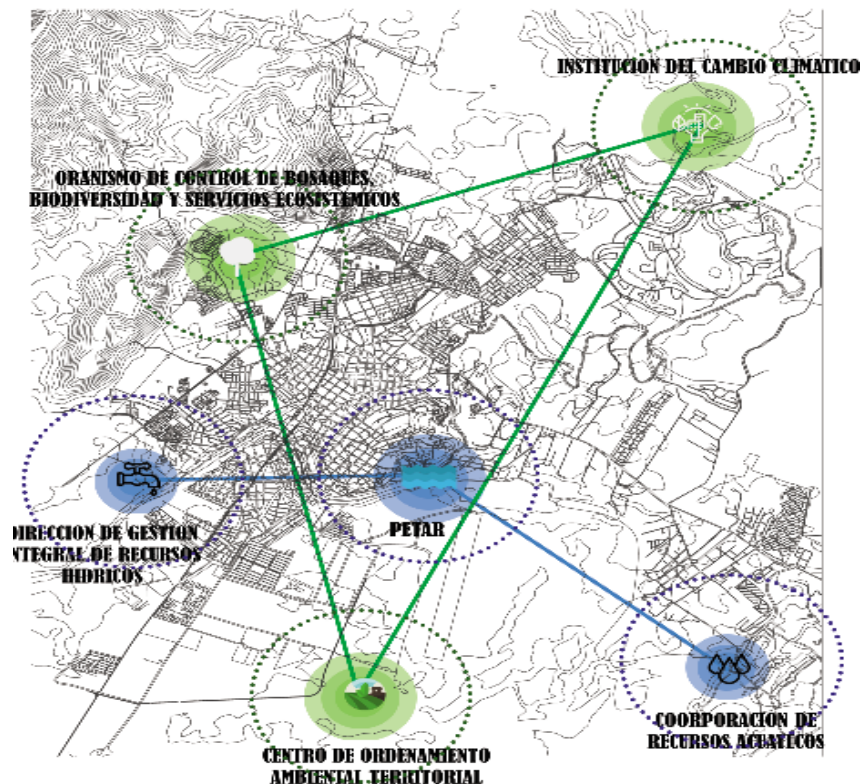 INSTITUCION DEL CAMBIO CLIMATICO
ORANISMO DE CONTROL DE BOSAQUES,
BIODIVERSIDAD Y SERVICIOS ECOSISTEMICOS
DIRECCION DE GESTION
INTEGRAL DE RECURSOS
HIDRICOS
PETAR
COORPORACION DE
RECURSOS ACUATICOS
CENTRO DE ORDENAMIENTO
AMBIENTAL TERRITORIAL